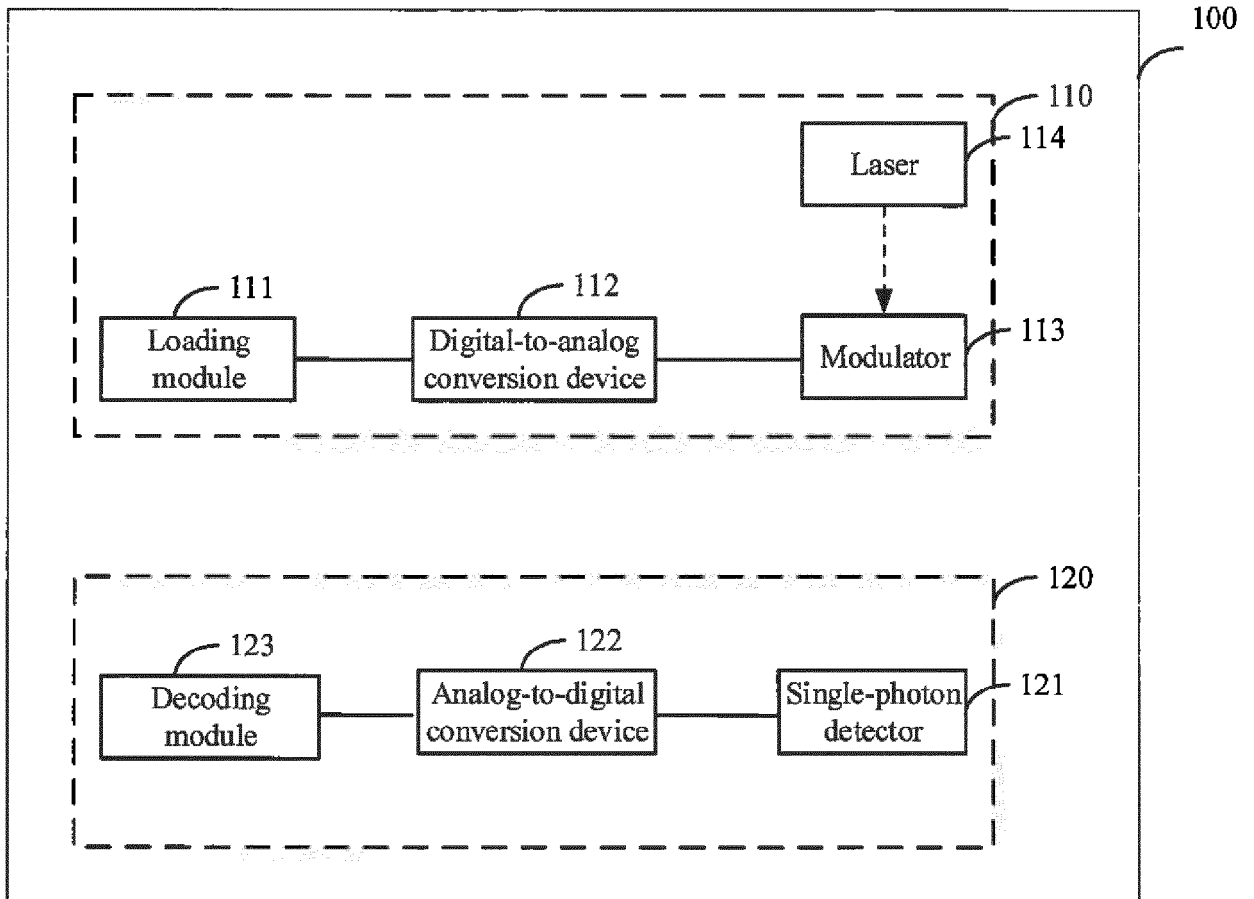 100
110
114
Laser
111
112
113
Loading
module
Digital-to-analog
conversion device
Modulator
120
123
122
121
Decoding
module
Analog-to-digital
conversion device
Single-photon
detector